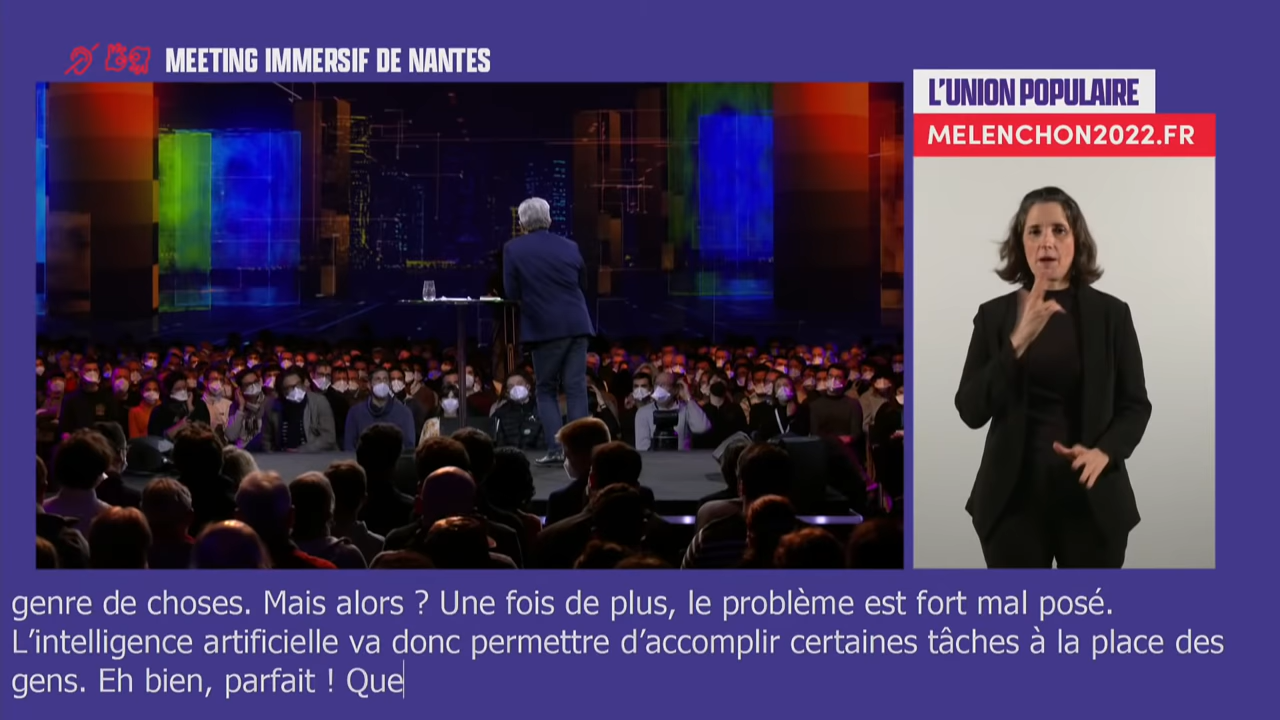 MEETING IMMERSIF DE NANTES
L'UNION POPULAIRE
MELENCHON2022.FR
genre de choses. Mais alors ? Une fois de plus, le problème est fort mal posé.
L’intelligence artificielle va donc permettre d’accomplir certaines tâches à la place des
gens. Eh bien, parfait ! Que